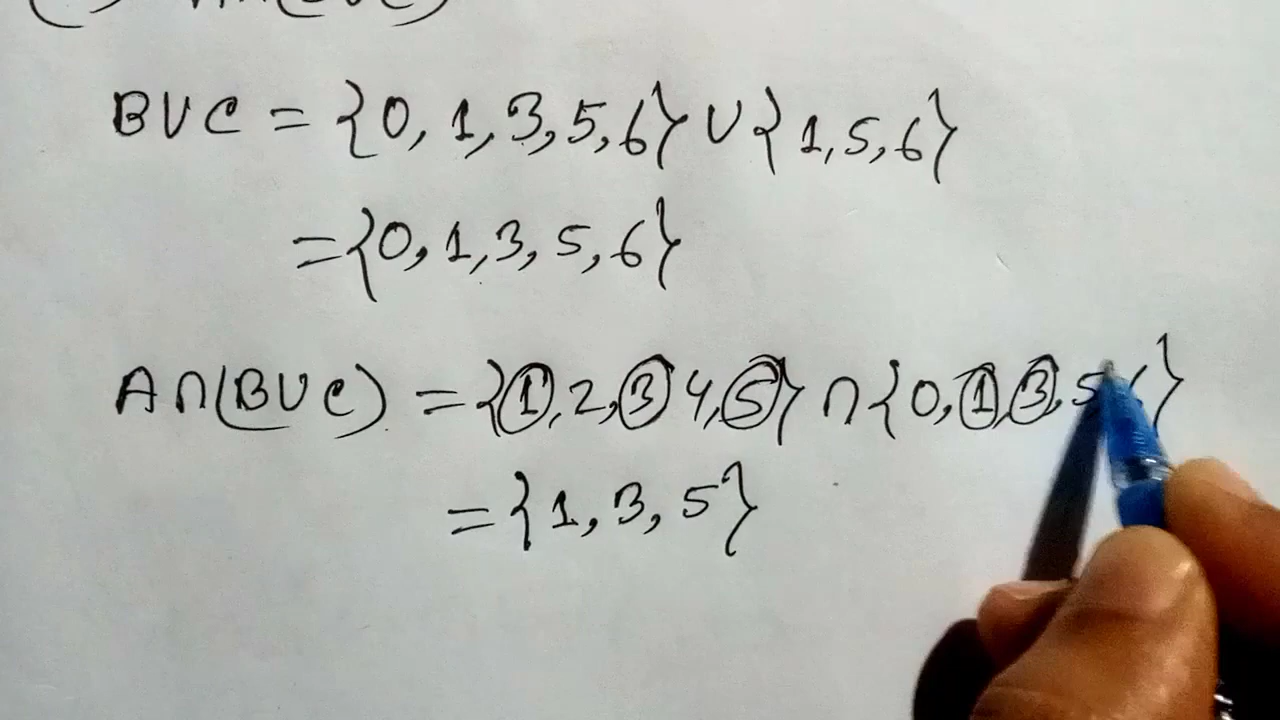 B∪C = {0, 1, 3, 5, 6} ∪ {1, 5, 6}
= {0, 1, 3, 5, 6}
A∩(B∪C) = {1, 2, 3 4, 5} ∩ {0, 1, 3, 5
= {1, 3, 5}